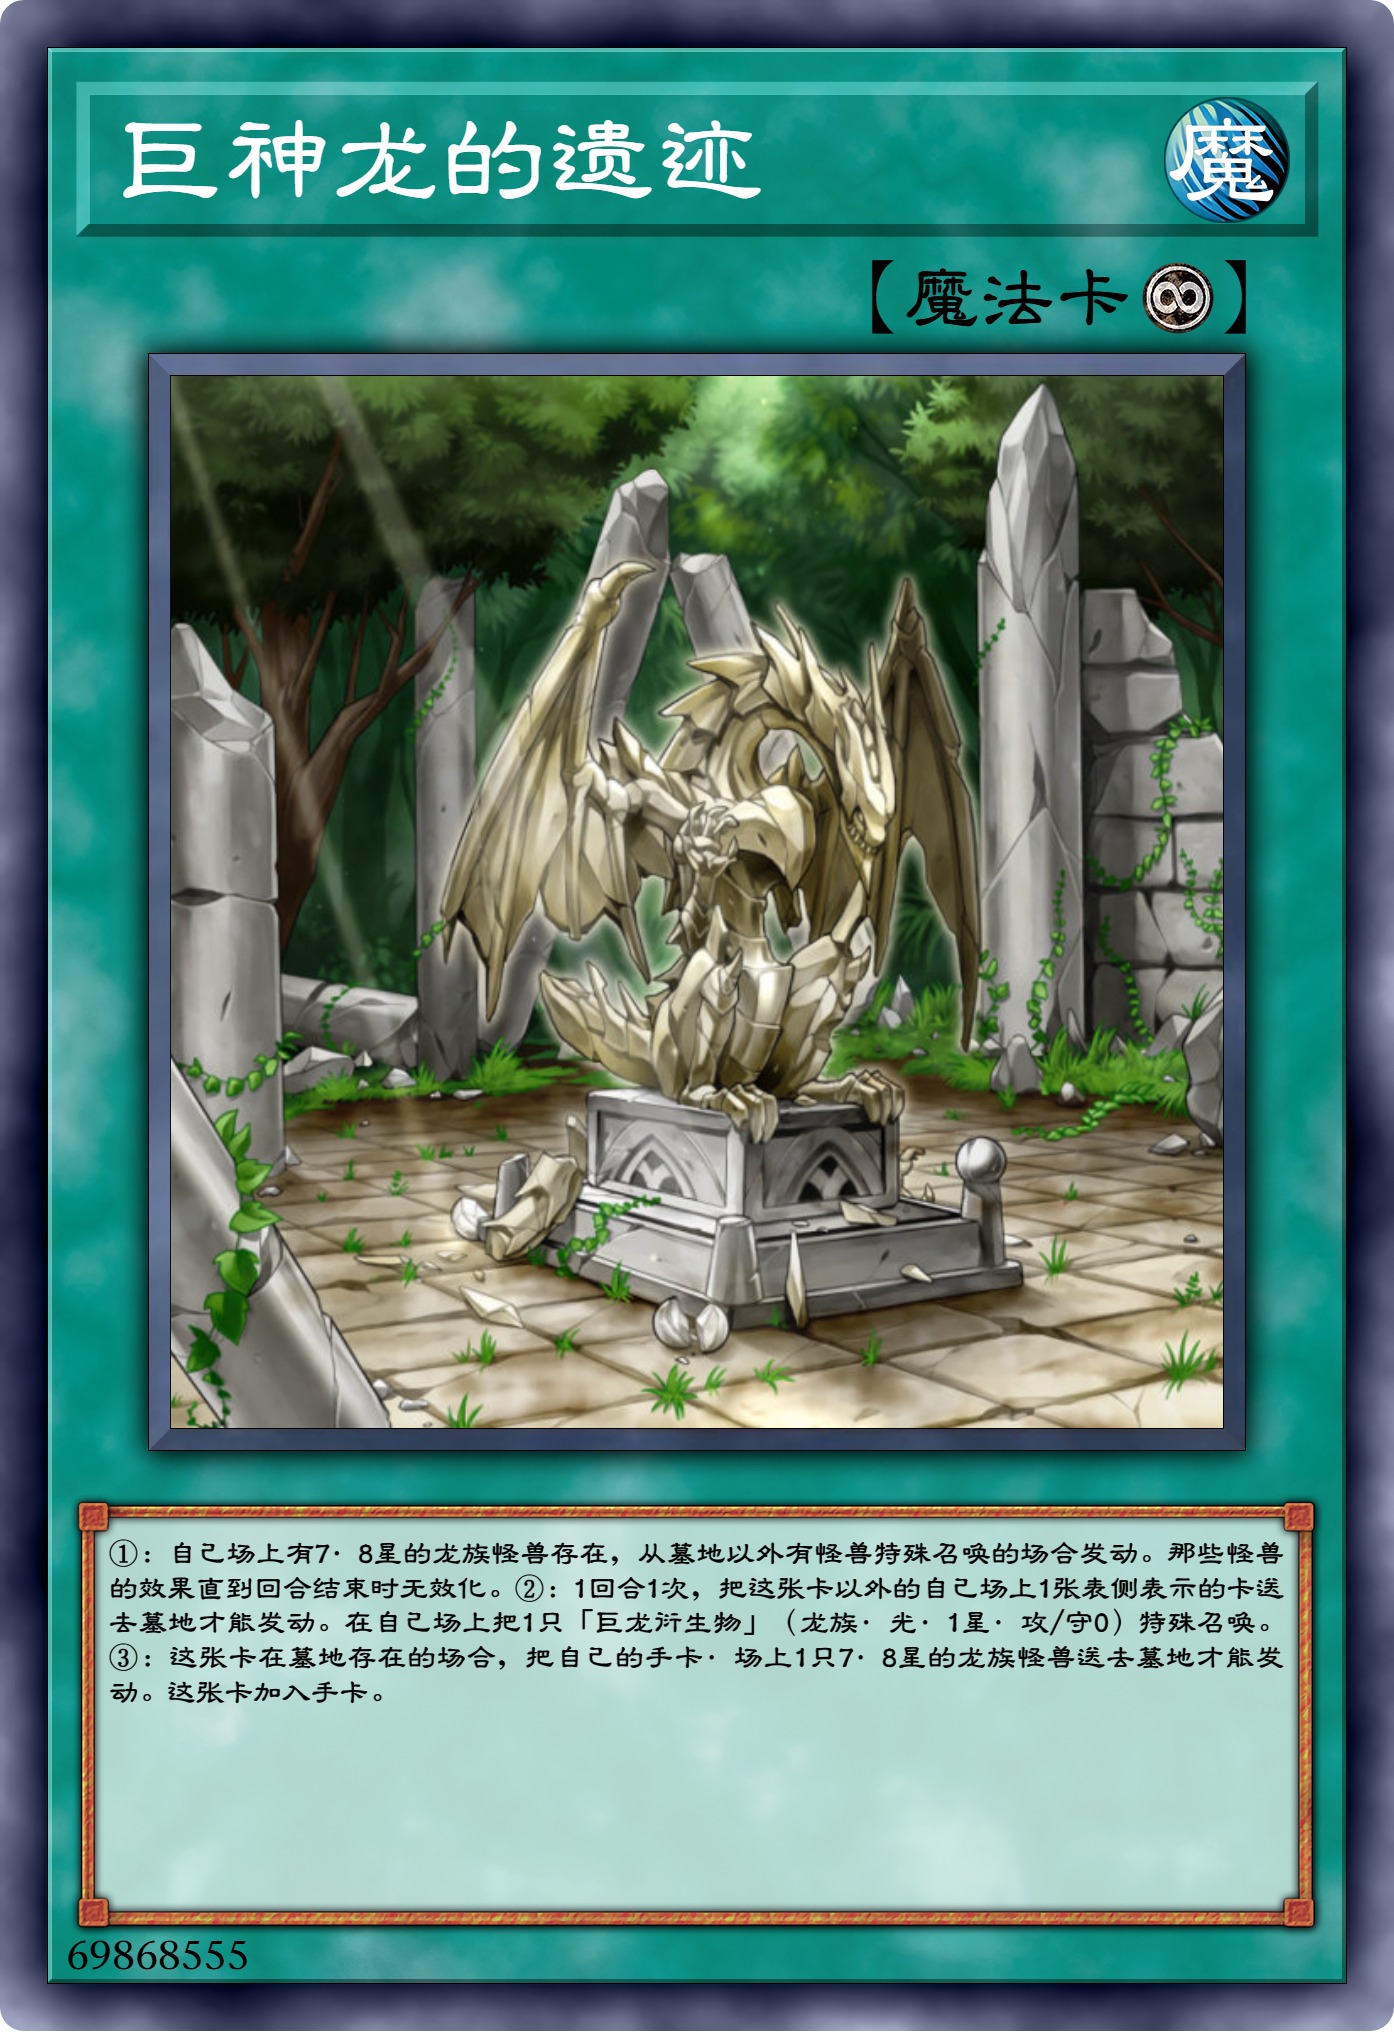 巨神龙的遗迹
魔
【魔法卡♾】
①：自己场上有7·8星的龙族怪兽存在，从墓地以外有怪兽特殊召唤的场合发动。那些怪兽
的效果直到回合结束时无效化。②：1回合1次，把这张卡以外的自己场上1张表侧表示的卡送
去墓地才能发动。在自己场上把1只「巨龙衍生物」（龙族·光·1星·攻/守0）特殊召唤。
③：这张卡在墓地存在的场合，把自己的手卡·场上1只7·8星的龙族怪兽送去墓地才能发
动。这张卡加入手卡。
69868555